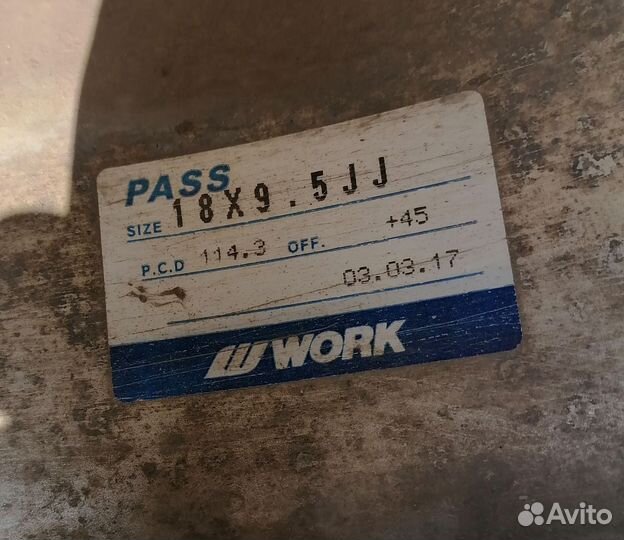 PASS
SIZE 18X9.5JJ
P.C.D 114.3 OFF. +45
03.03.17
WORK
Avito